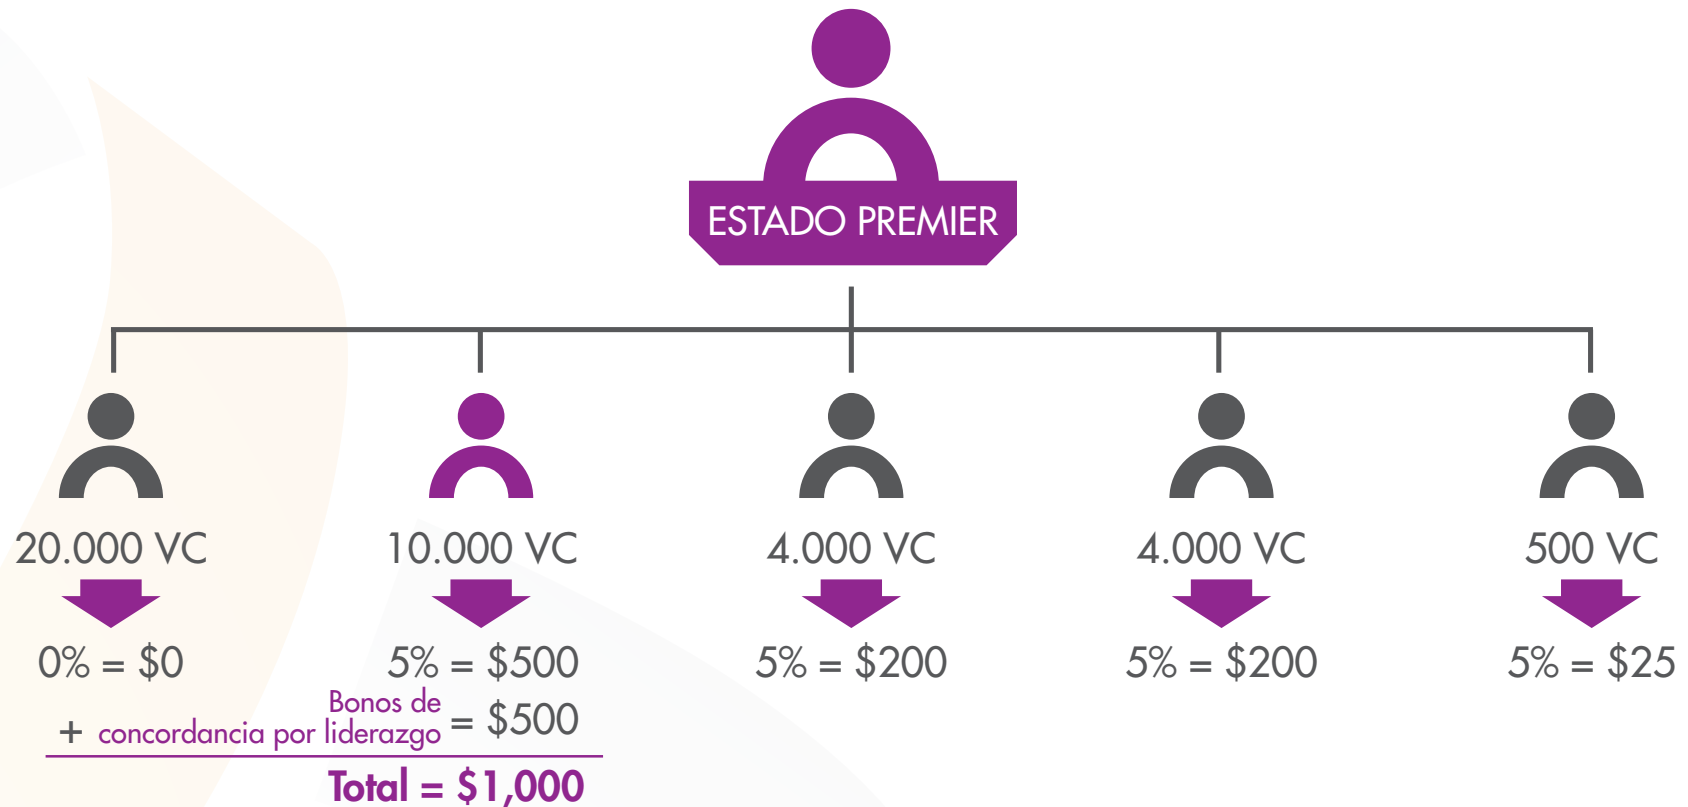 ESTADO PREMIER
20.000 VC
10.000 VC
4.000 VC
4.000 VC
500 VC
0% = $0
5% = $500
5% = $200
5% = $200
5% = $25
Bonos de
+ concordancia por liderazgo = $500
Total = $1,000